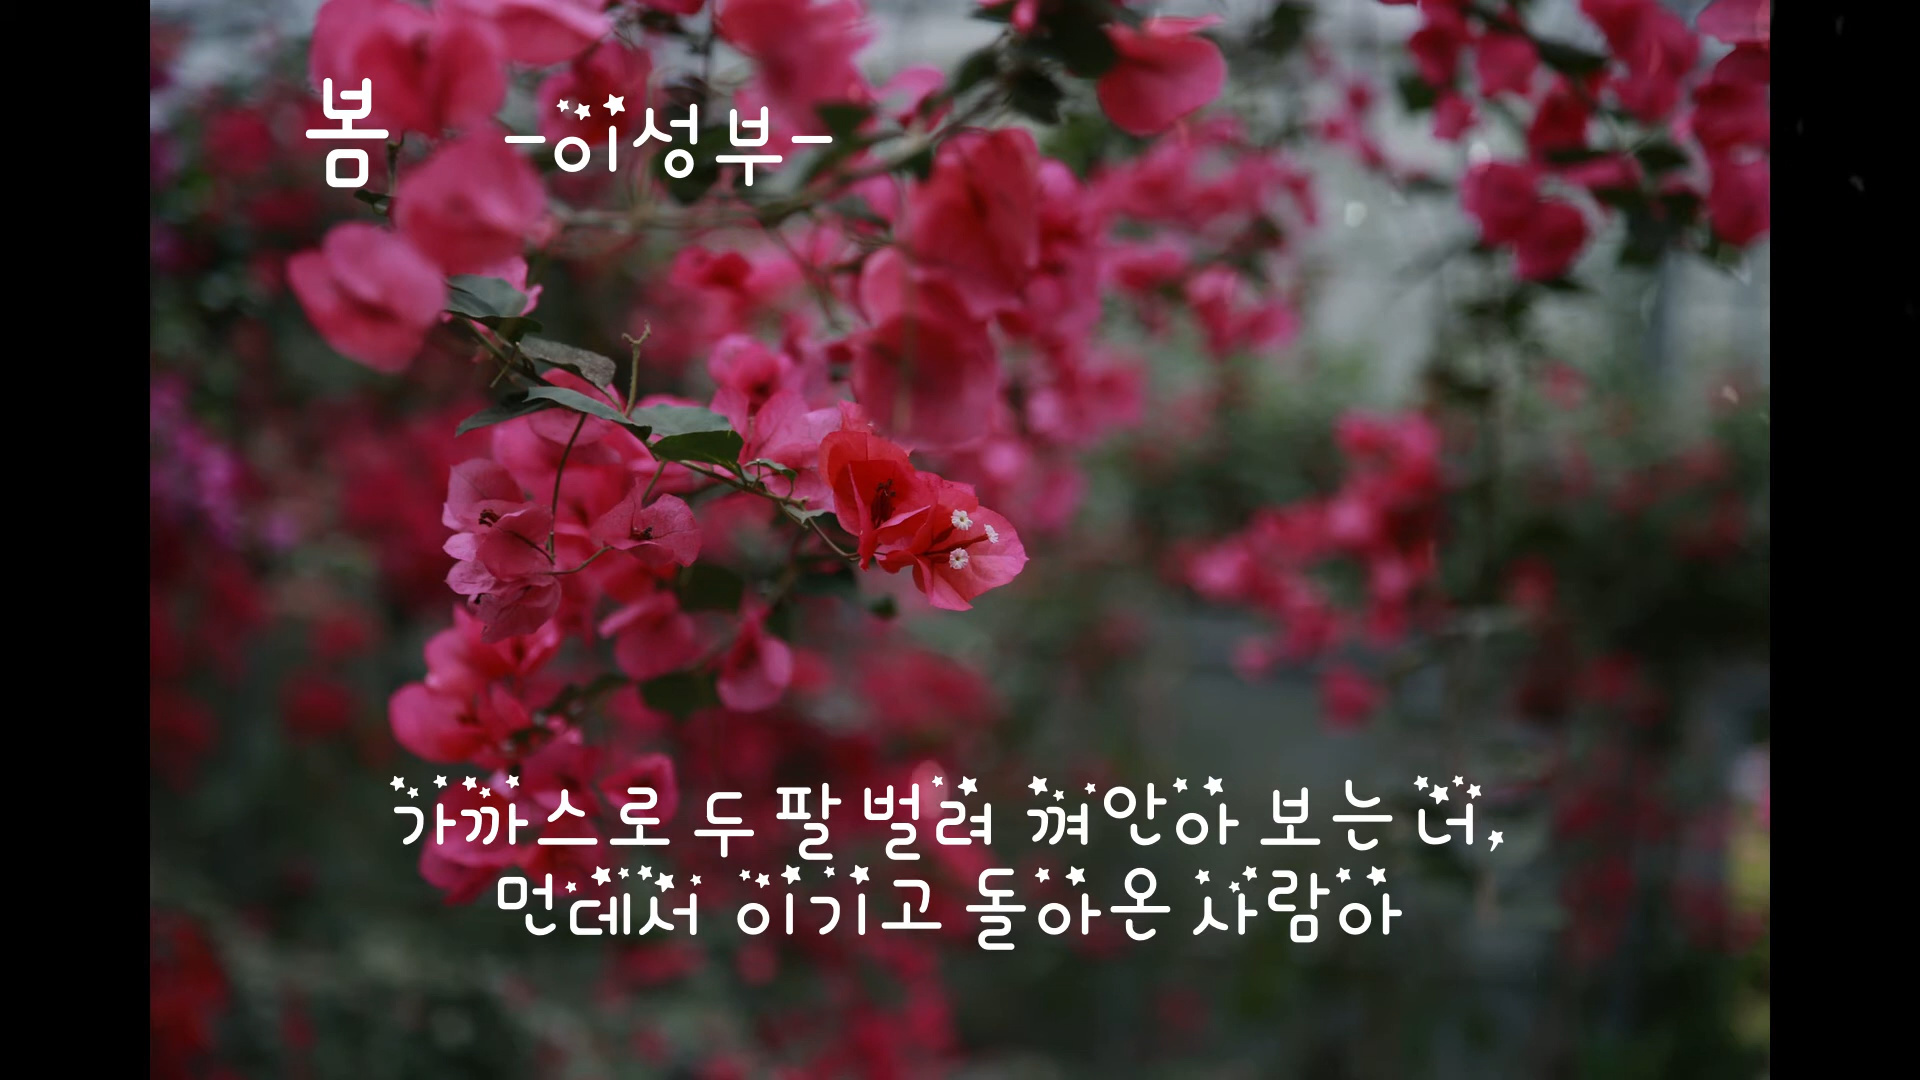 봄 -이성부-
가까스로 두 팔 벌려 껴안아 보는 너,
먼데서 이기고 돌아온 사람아